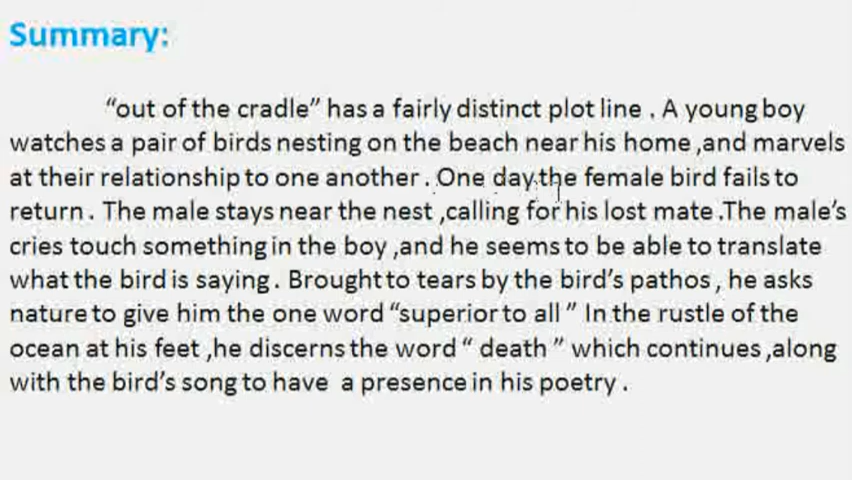 Summary:
"out of the cradle" has a fairly distinct plot line . A young boy
watches a pair of birds nesting on the beach near his home ,and marvels
at their relationship to one another . One day the female bird fails to
return . The male stays near the nest ,calling for his lost mate .The male's
cries touch something in the boy ,and he seems to be able to translate
what the bird is saying . Brought to tears by the bird's pathos , he asks
nature to give him the one word "superior to all " In the rustle of the
ocean at his feet ,he discerns the word " death " which continues ,along
with the bird's song to have a presence in his poetry .